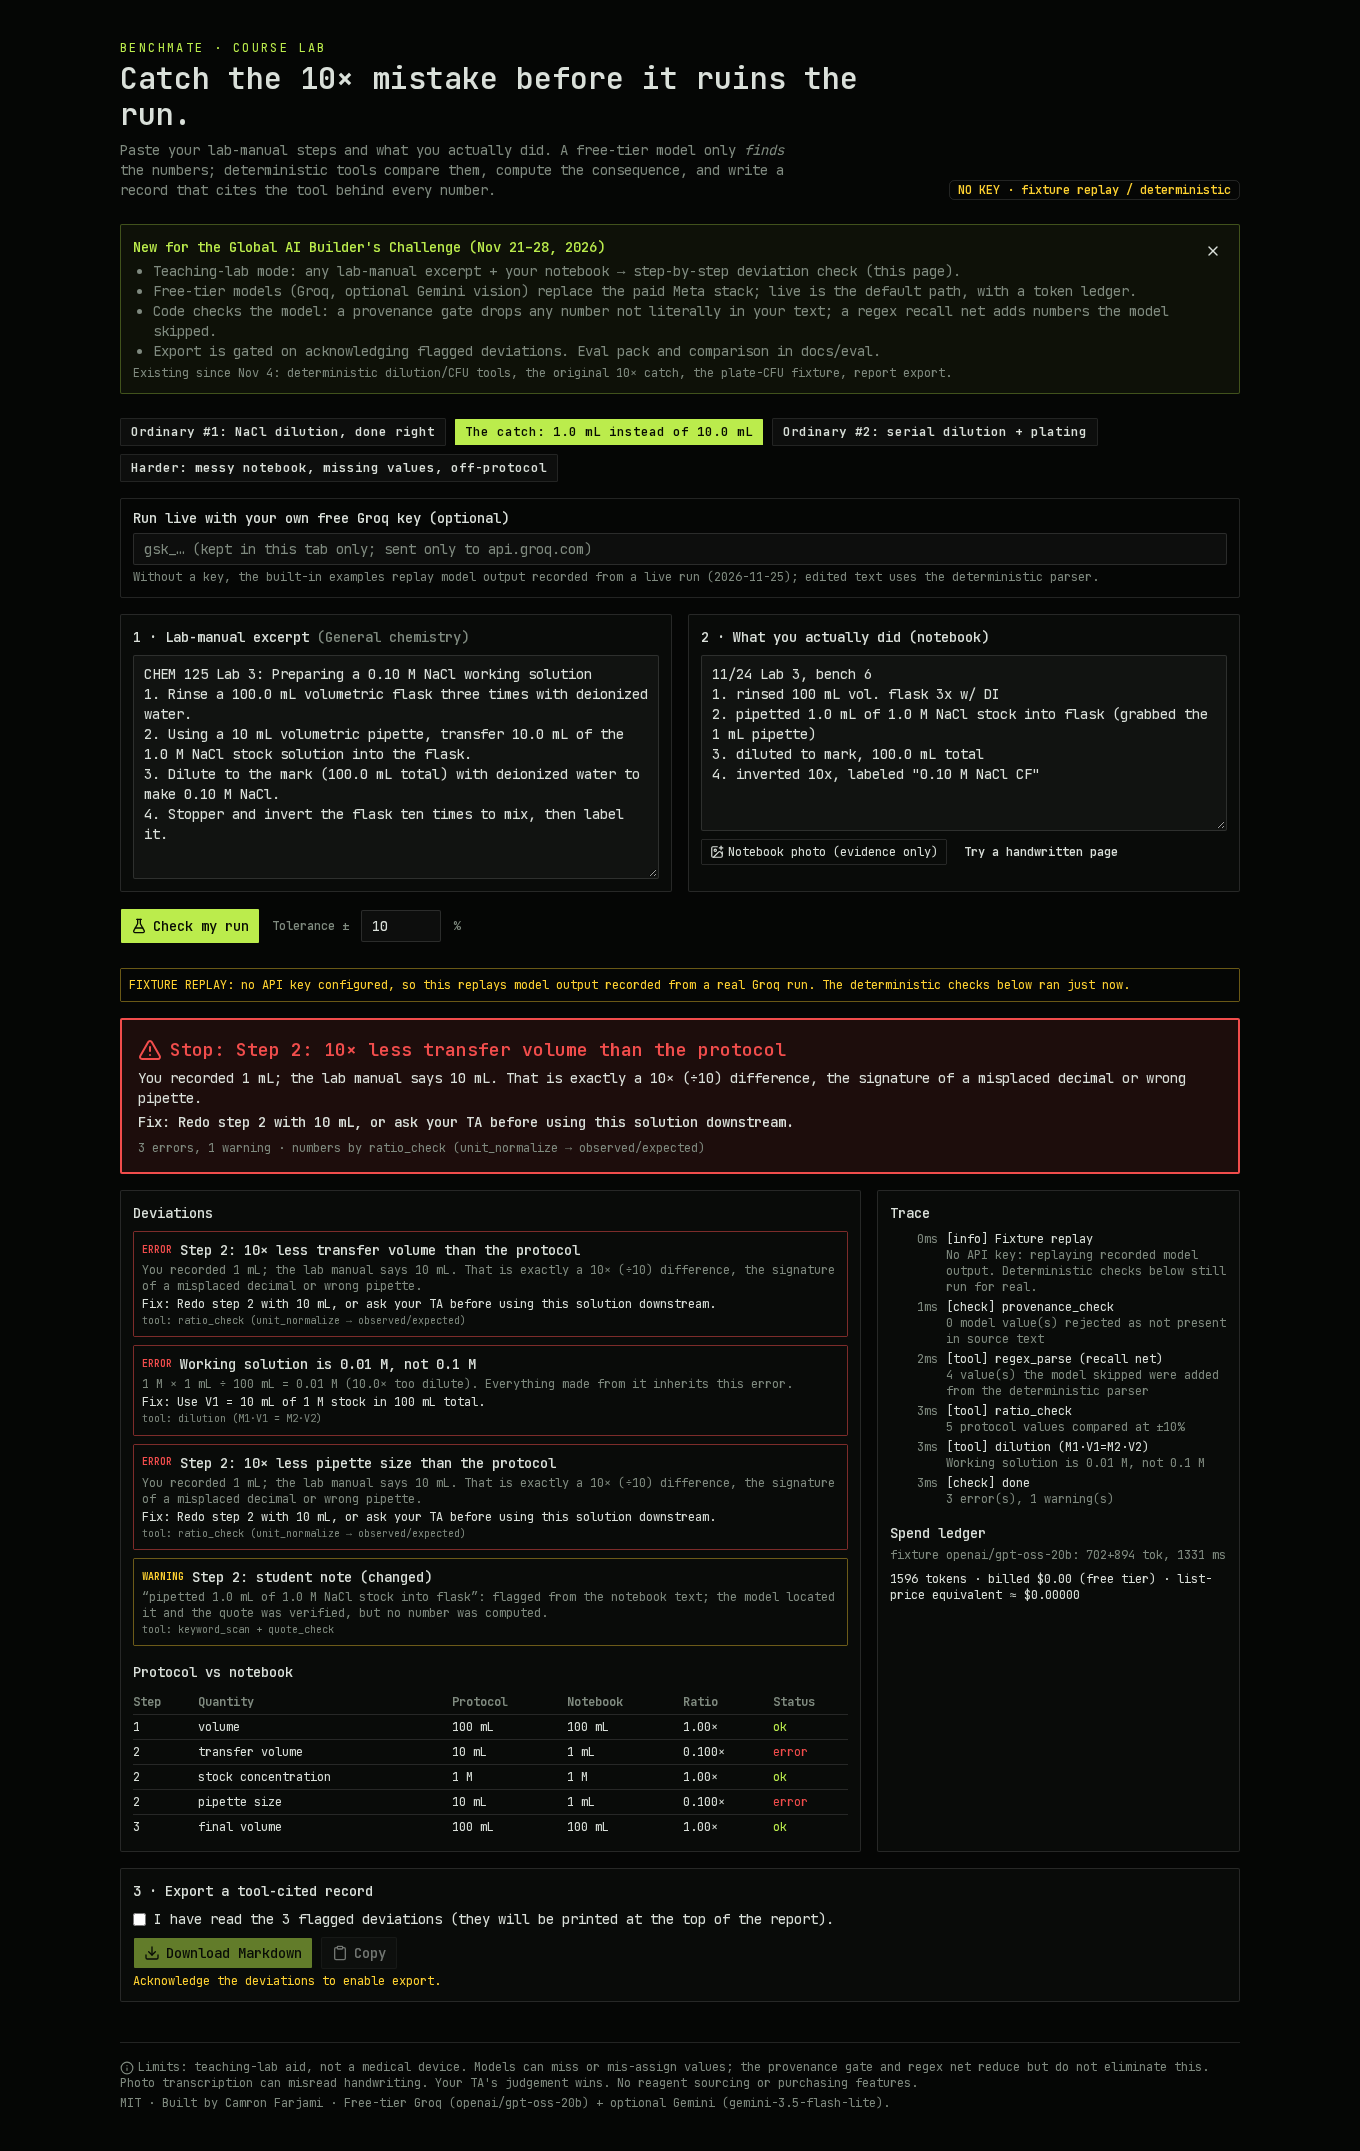 BENCHMATE · COURSE LAB
Catch the 10× mistake before it ruins the
run.
Paste your lab-manual steps and what you actually did. A free-tier model only finds
the numbers; deterministic tools compare them, compute the consequence, and write a
record that cites the tool behind every number.
NO KEY · fixture replay / deterministic
New for the Global AI Builder's Challenge (Nov 21–28, 2026)
• Teaching-lab mode: any lab-manual excerpt + your notebook → step-by-step deviation check (this page).
• Free-tier models (Groq, optional Gemini vision) replace the paid Meta stack; live is the default path, with a token ledger.
• Code checks the model: a provenance gate drops any number not literally in your text; a regex recall net adds numbers the model
skipped.
• Export is gated on acknowledging flagged deviations. Eval pack and comparison in docs/eval.
Existing since Nov 4: deterministic dilution/CFU tools, the original 10× catch, the plate-CFU fixture, report export.
Ordinary #1: NaCl dilution, done right
The catch: 1.0 mL instead of 10.0 mL
Ordinary #2: serial dilution + plating
Harder: messy notebook, missing values, off-protocol
Run live with your own free Groq key (optional)
gsk_… (kept in this tab only; sent only to api.groq.com)
Without a key, the built-in examples replay model output recorded from a live run (2026-11-25); edited text uses the deterministic parser.
1 · Lab-manual excerpt (General chemistry)
CHEM 125 Lab 3: Preparing a 0.10 M NaCl working solution
1. Rinse a 100.0 mL volumetric flask three times with deionized
water.
2. Using a 10 mL volumetric pipette, transfer 10.0 mL of the
1.0 M NaCl stock solution into the flask.
3. Dilute to the mark (100.0 mL total) with deionized water to
make 0.10 M NaCl.
4. Stopper and invert the flask ten times to mix, then label
it.
2 · What you actually did (notebook)
11/24 Lab 3, bench 6
1. rinsed 100 mL vol. flask 3x w/ DI
2. pipetted 1.0 mL of 1.0 M NaCl stock into flask (grabbed the
1 mL pipette)
3. diluted to mark, 100.0 mL total
4. inverted 10x, labeled "0.10 M NaCl CF"
Notebook photo (evidence only)
Try a handwritten page
Check my run
Tolerance ± 10 %
FIXTURE REPLAY: no API key configured, so this replays model output recorded from a real Groq run. The deterministic checks below ran just now.
Stop: Step 2: 10× less transfer volume than the protocol
You recorded 1 mL; the lab manual says 10 mL. That is exactly a 10× (÷10) difference, the signature of a misplaced decimal or wrong
pipette.
Fix: Redo step 2 with 10 mL, or ask your TA before using this solution downstream.
3 errors, 1 warning · numbers by ratio_check (unit_normalize → observed/expected)
Deviations
ERROR Step 2: 10× less transfer volume than the protocol
You recorded 1 mL; the lab manual says 10 mL. That is exactly a 10× (÷10) difference, the signature
of a misplaced decimal or wrong pipette.
Fix: Redo step 2 with 10 mL, or ask your TA before using this solution downstream.
tool: ratio_check (unit_normalize → observed/expected)
ERROR Working solution is 0.01 M, not 0.1 M
1 M × 1 mL ÷ 100 mL = 0.01 M (10.0× too dilute). Everything made from it inherits this error.
Fix: Use V1 = 10 mL of 1 M stock in 100 mL total.
tool: dilution (M1·V1 = M2·V2)
ERROR Step 2: 10× less pipette size than the protocol
You recorded 1 mL; the lab manual says 10 mL. That is exactly a 10× (÷10) difference, the signature
of a misplaced decimal or wrong pipette.
Fix: Redo step 2 with 10 mL, or ask your TA before using this solution downstream.
tool: ratio_check (unit_normalize → observed/expected)
WARNING Step 2: student note (changed)
“pipetted 1.0 mL of 1.0 M NaCl stock into flask”: flagged from the notebook text; the model located
it and the quote was verified, but no number was computed.
tool: keyword_scan + quote_check
Protocol vs notebook
Step Quantity Protocol Notebook Ratio Status
1 volume 100 mL 100 mL 1.00× ok
2 transfer volume 10 mL 1 mL 0.100× error
2 stock concentration 1 M 1 M 1.00× ok
2 pipette size 10 mL 1 mL 0.100× error
3 final volume 100 mL 100 mL 1.00× ok
Trace
0ms [info] Fixture replay
No API key: replaying recorded model
output. Deterministic checks below still
run for real.
1ms [check] provenance_check
0 model value(s) rejected as not present
in source text
2ms [tool] regex_parse (recall net)
4 value(s) the model skipped were added
from the deterministic parser
3ms [tool] ratio_check
5 protocol values compared at ±10%
3ms [tool] dilution (M1·V1=M2·V2)
Working solution is 0.01 M, not 0.1 M
3ms [check] done
3 error(s), 1 warning(s)
Spend ledger
fixture openai/gpt-oss-20b: 702+894 tok, 1331 ms
1596 tokens · billed $0.00 (free tier) · list-
price equivalent ≈ $0.00000
3 · Export a tool-cited record
I have read the 3 flagged deviations (they will be printed at the top of the report).
Download Markdown
Copy
Acknowledge the deviations to enable export.
Limits: teaching-lab aid, not a medical device. Models can miss or mis-assign values; the provenance gate and regex net reduce but do not eliminate this.
Photo transcription can misread handwriting. Your TA's judgement wins. No reagent sourcing or purchasing features.
MIT · Built by Camron Farjami · Free-tier Groq (openai/gpt-oss-20b) + optional Gemini (gemini-3.5-flash-lite).